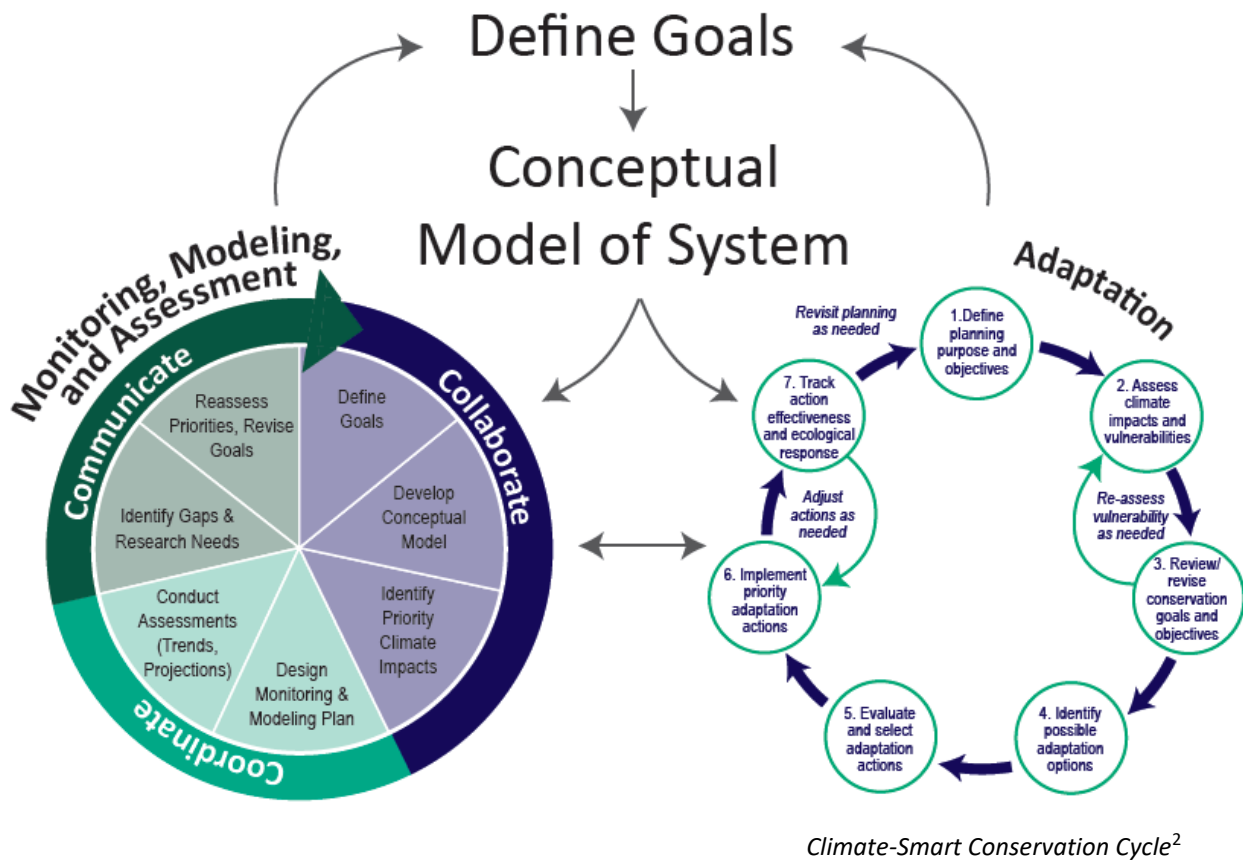 Define Goals
Conceptual
Model of System
Monitoring, Modeling,
and Assessment
Communicate
Collaborate
Coordinate
Define
Goals
Develop
Conceptual
Model
Identify
Priority
Climate
Impacts
Design
Monitoring &
Modeling Plan
Conduct
Assessments
(Trends,
Projections)
Identify Gaps &
Research Needs
Reassess
Priorities, Revise
Goals
Adaptation
1.Define
planning
purpose and
objectives
2. Assess
climate
impacts and
vulnerabilities
Re-assess
vulnerability
as needed
3. Review/
revise
conservation
goals and
objectives
4. Identify
possible
adaptation
options
5. Evaluate
and select
adaptation
actions
6. Implement
priority
adaptation
actions
Adjust
actions as
needed
7. Track
action
effectiveness
and ecological
response
Revisit planning
as needed
Climate-Smart Conservation Cycle²